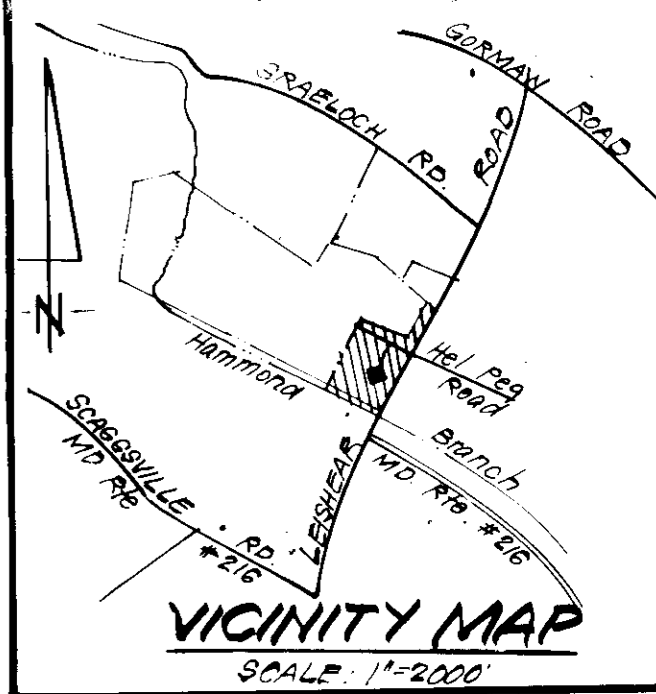 GORMAN ROAD
GRAELOCH RD.
LEISHEAR ROAD
N
Hel Peg
Road
Hammond Branch
SCAGGSVILLE RD.
MD Rte #216
MD. Rte. #216
VICINITY MAP
SCALE: 1"=2000'